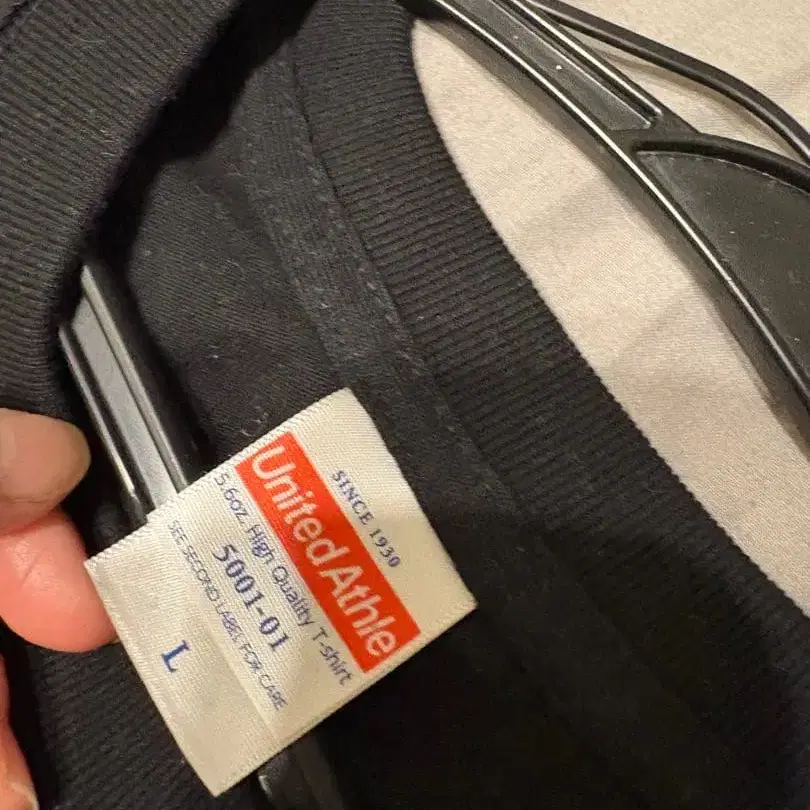 SINCE 1930
UnitedAthle
5.6oz. High Quality T-shirt
5001-01
SEE SECOND LABEL FOR CARE
L